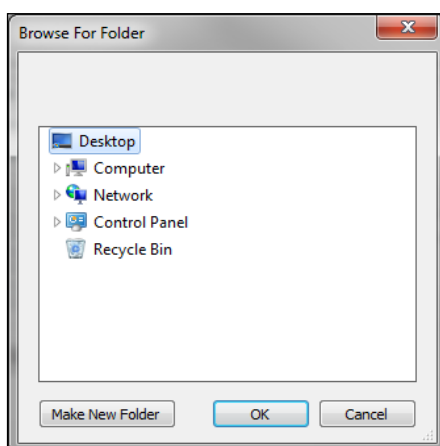 Browse For Folder
Desktop
Computer
Network
Control Panel
Recycle Bin
Make New Folder OK Cancel